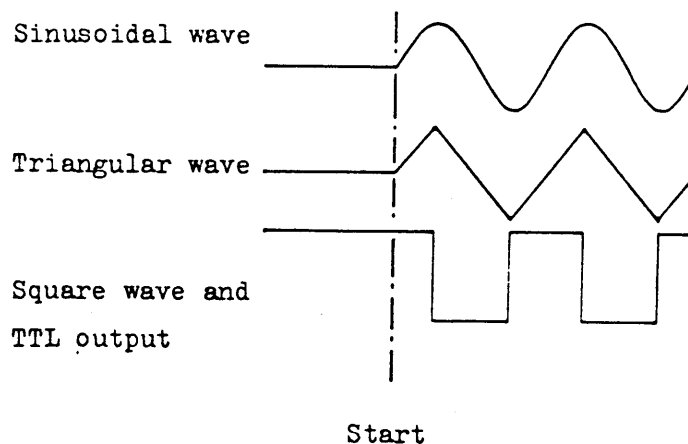 Sinusoidal wave
Triangular wave
Square wave and
TTL output
Start